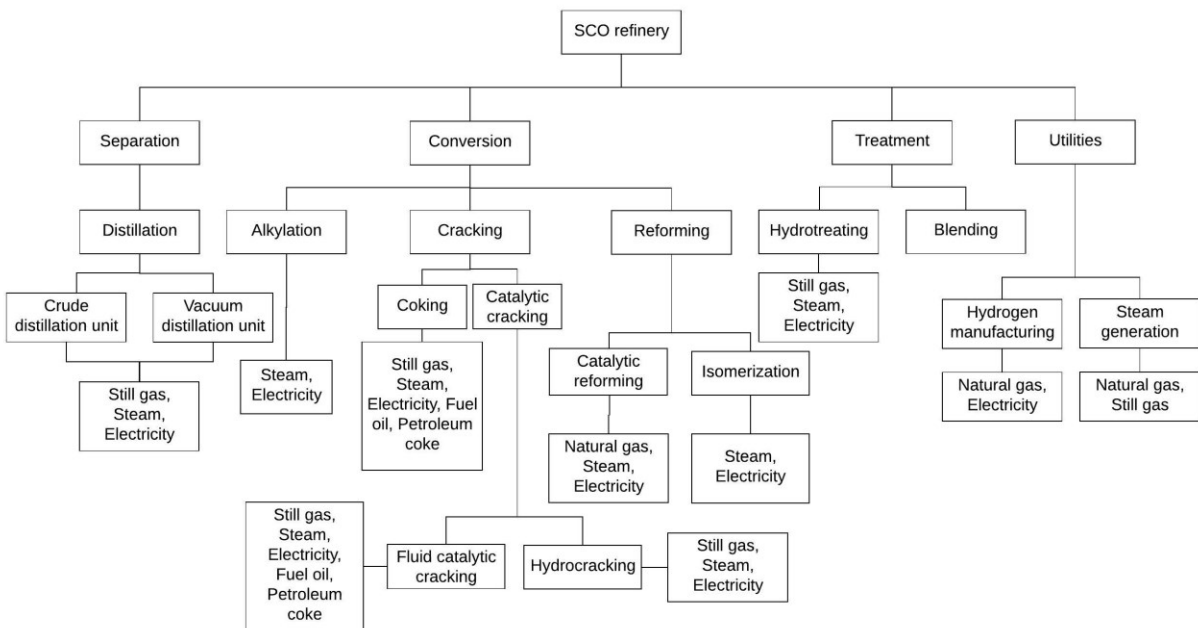 SCO refinery
Separation
Conversion
Treatment
Utilities
Distillation
Alkylation
Cracking
Reforming
Hydrotreating
Blending
Crude
distillation unit
Vacuum
distillation unit
Coking
Catalytic
cracking
Still gas,
Steam,
Electricity
Hydrogen
manufacturing
Steam
generation
Still gas,
Steam,
Electricity
Steam,
Electricity
Still gas,
Steam,
Electricity, Fuel
oil, Petroleum
coke
Catalytic
reforming
Isomerization
Natural gas,
Electricity
Natural gas,
Still gas
Natural gas,
Steam,
Electricity
Steam,
Electricity
Still gas,
Steam,
Electricity,
Fuel oil,
Petroleum
coke
Fluid catalytic
cracking
Hydrocracking
Still gas,
Steam,
Electricity